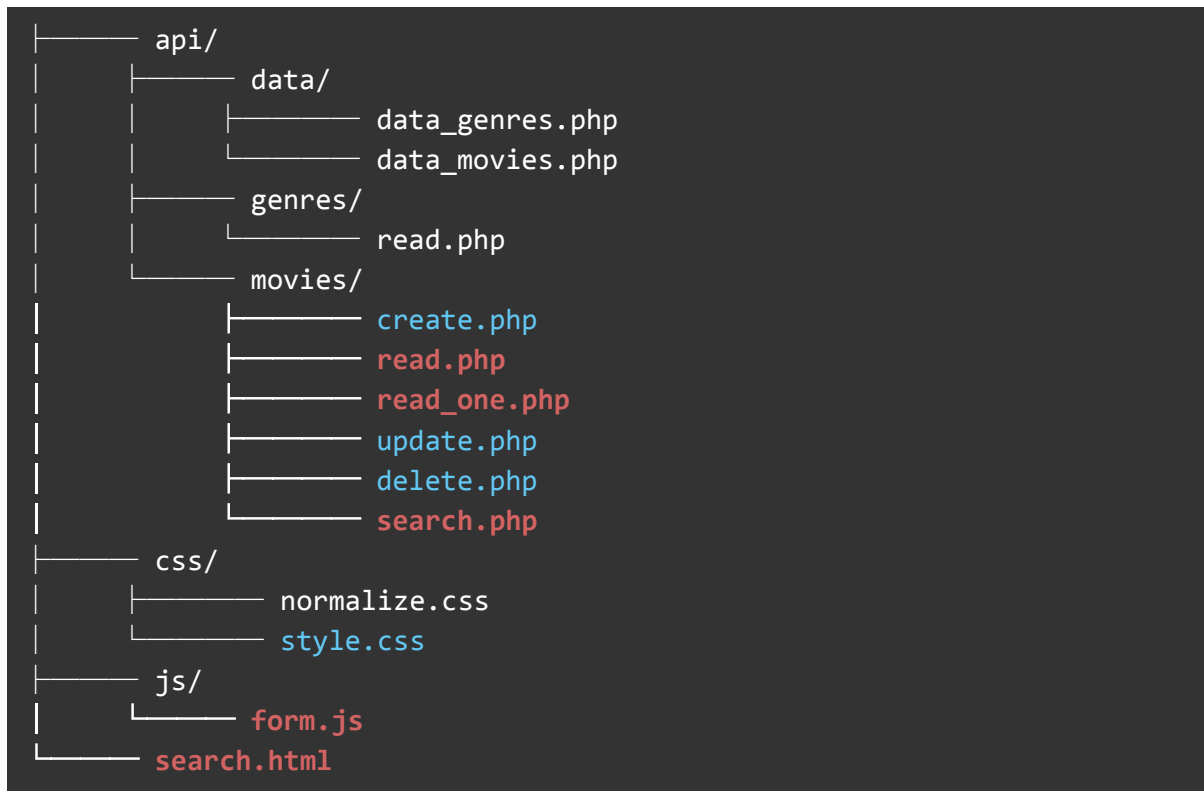 ├────── api/
│ ├────── data/
│ │ ├──────── data_genres.php
│ │ └──────── data_movies.php
│ ├────── genres/
│ │ └──────── read.php
│ └────── movies/
│ ├──────── create.php
│ ├──────── read.php
│ ├──────── read_one.php
│ ├──────── update.php
│ ├──────── delete.php
│ └──────── search.php
├────── css/
│ ├──────── normalize.css
│ └──────── style.css
├────── js/
│ └────── form.js
└────── search.html